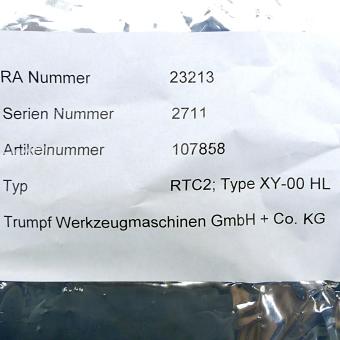 RA Nummer 23213
Serien Nummer 2711
Artikelnummer 107858
Typ RTC2; Type XY-00 HL
Trumpf Werkzeugmaschinen GmbH + Co. KG